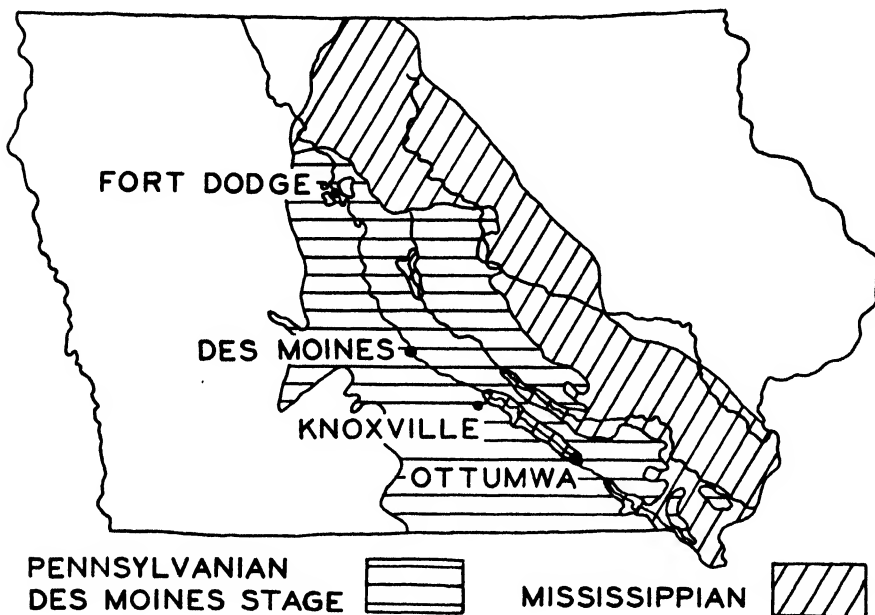 FORT DODGE
DES MOINES
KNOXVILLE
OTTUMWA
PENNSYLVANIAN
DES MOINES STAGE
MISSISSIPPIAN